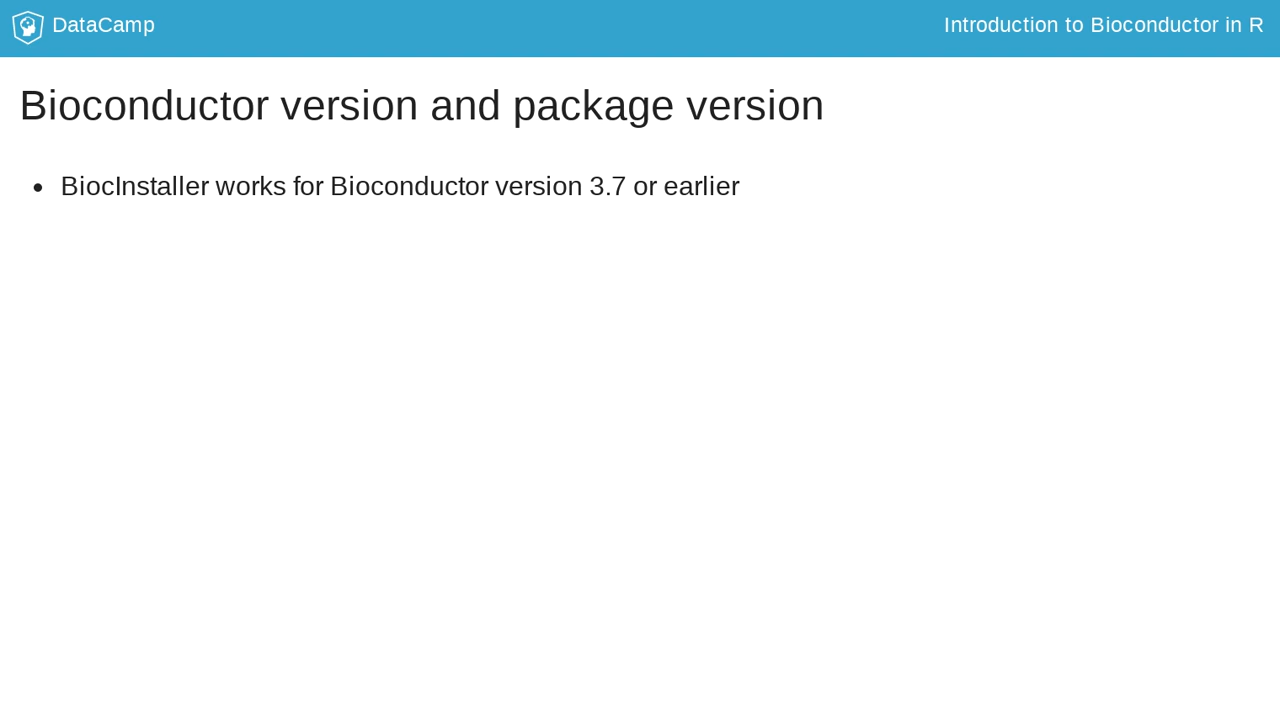 DataCamp
Introduction to Bioconductor in R
Bioconductor version and package version
• BiocInstaller works for Bioconductor version 3.7 or earlier